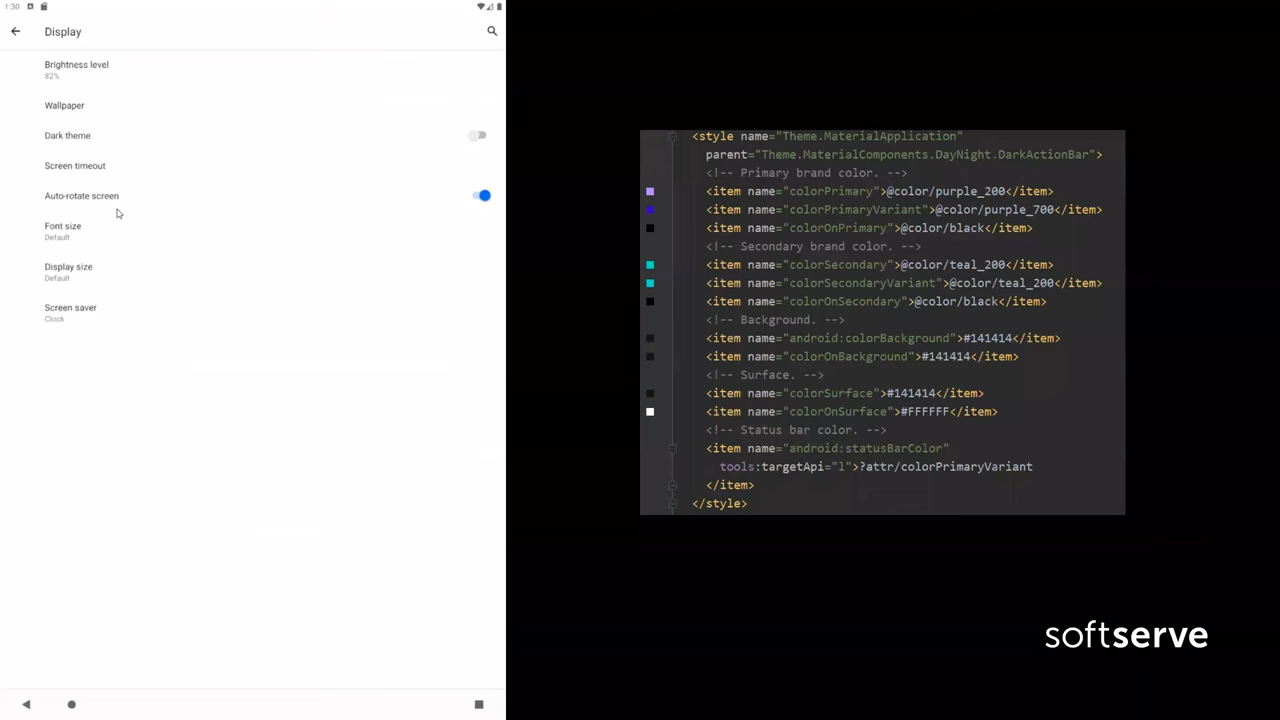 1:30
Display
Brightness level
82%
Wallpaper
Dark theme
Screen timeout
Auto-rotate screen
Font size
Default
Display size
Default
Screen saver
Clock
<style name="Theme.MaterialApplication"
parent="Theme.MaterialComponents.DayNight.DarkActionBar">
<!-- Primary brand color. -->
<item name="colorPrimary">@color/purple_200</item>
<item name="colorPrimaryVariant">@color/purple_700</item>
<item name="colorOnPrimary">@color/black</item>
<!-- Secondary brand color. -->
<item name="colorSecondary">@color/teal_200</item>
<item name="colorSecondaryVariant">@color/teal_200</item>
<item name="colorOnSecondary">@color/black</item>
<!-- Background. -->
<item name="android:colorBackground">#141414</item>
<item name="colorOnBackground">#141414</item>
<!-- Surface. -->
<item name="colorSurface">#141414</item>
<item name="colorOnSurface">#FFFFFF</item>
<!-- Status bar color. -->
<item name="android:statusBarColor"
tools:targetApi="l">?attr/colorPrimaryVariant
</item>
</style>
softserve